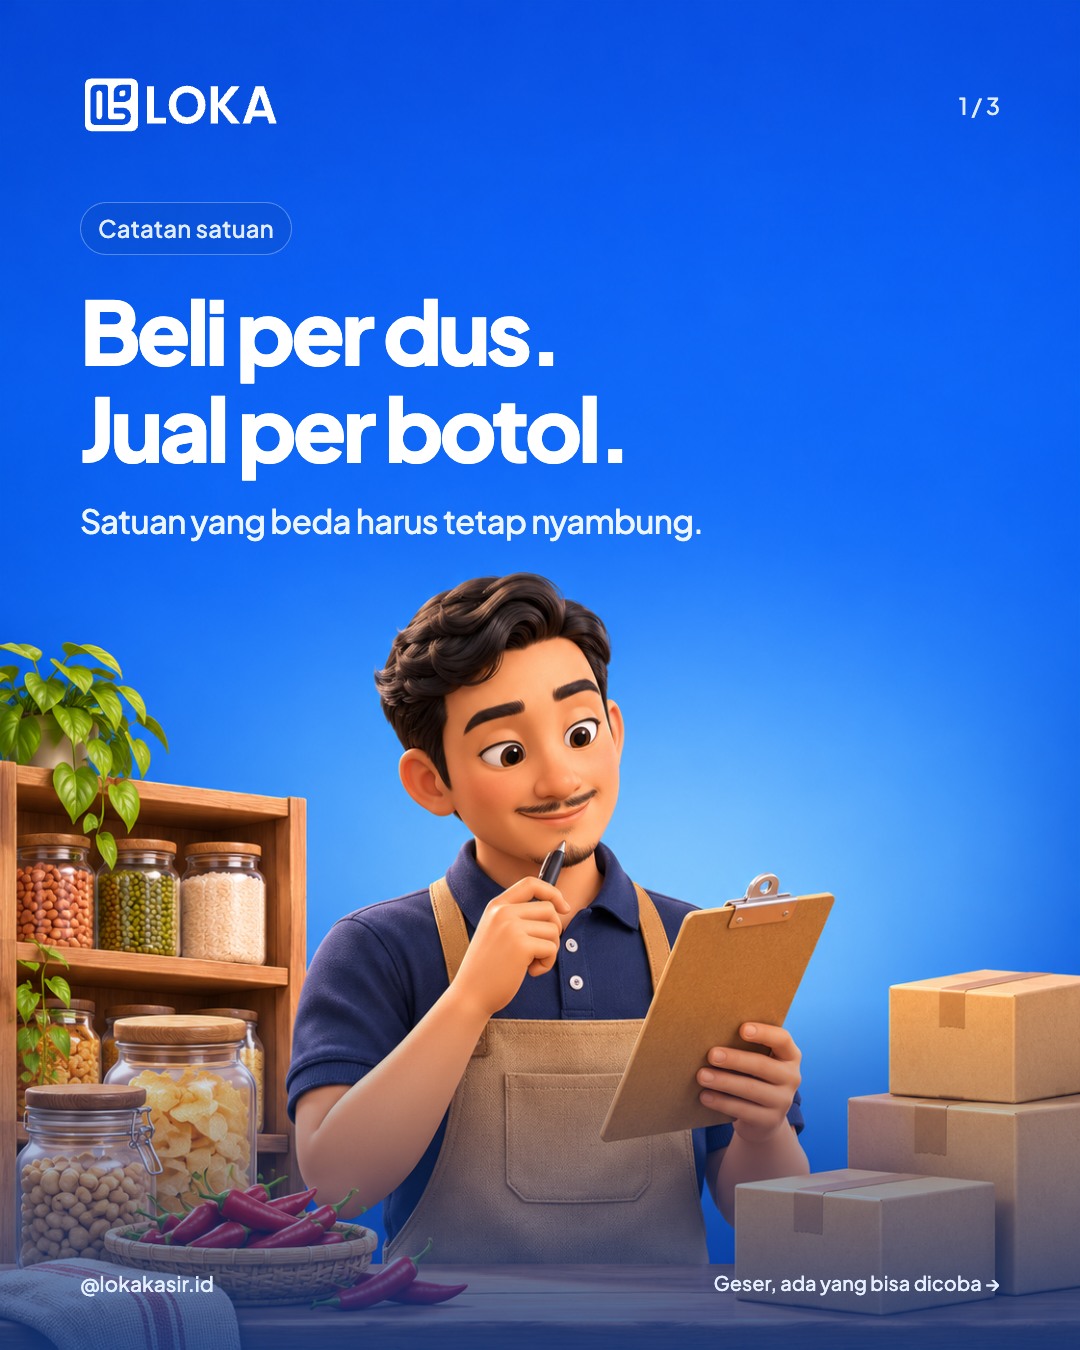 LOKA
1 / 3
Catatan satuan
Beli per dus.
Jual per botol.
Satuan yang beda harus tetap nyambung.
@lokakasir.id
Geser, ada yang bisa dicoba →